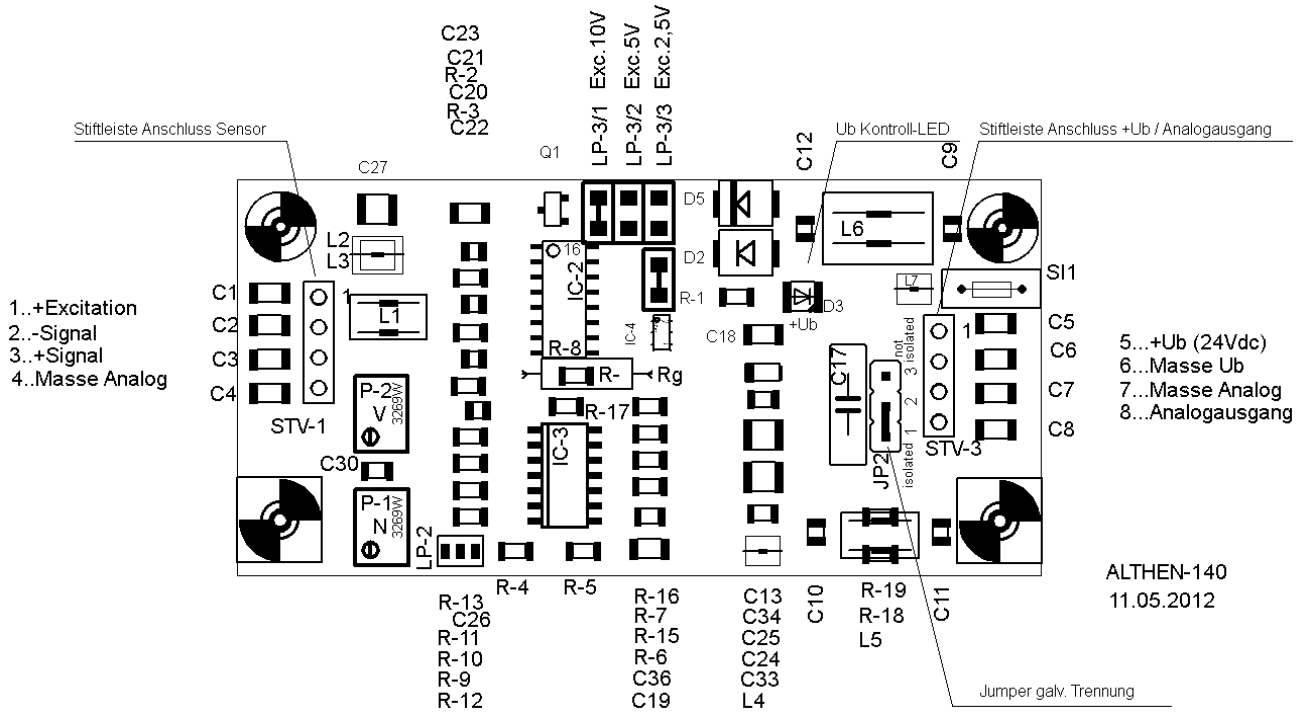 C23
C21
R-2
C20
R-3
C22
LP-3/1 Exc.10V
LP-3/2 Exc.5V
LP-3/3 Exc.2,5V
Stiftleiste Anschluss Sensor
Ub Kontroll-LED
Stiftleiste Anschluss +Ub / Analogausgang
C27
Q1
C12
C9
D5
L2
L3
16
IC-2
D2
L6
L7
SI1
R-1
D3
+Ub
C1
C2
C3
C4
1
L1
1..+Excitation
2..-Signal
3..+Signal
4..Masse Analog
STV-1
IC-4
C18
C17
R-8
R-
Rg
R-17
not isolated
3
2
1
isolated
JP2
1
STV-3
C5
C6
C7
C8
5...+Ub (24Vdc)
6...Masse Ub
7...Masse Analog
8...Analogausgang
P-2
V
3269W
C30
P-1
N
3269W
IC-3
LP-2
R-4
R-5
R-13
C26
R-11
R-10
R-9
R-12
R-16
R-7
R-15
R-6
C36
C19
C13
C34
C25
C24
C33
L4
C10
R-19
R-18
L5
C11
ALTHEN-140
11.05.2012
Jumper galv. Trennung